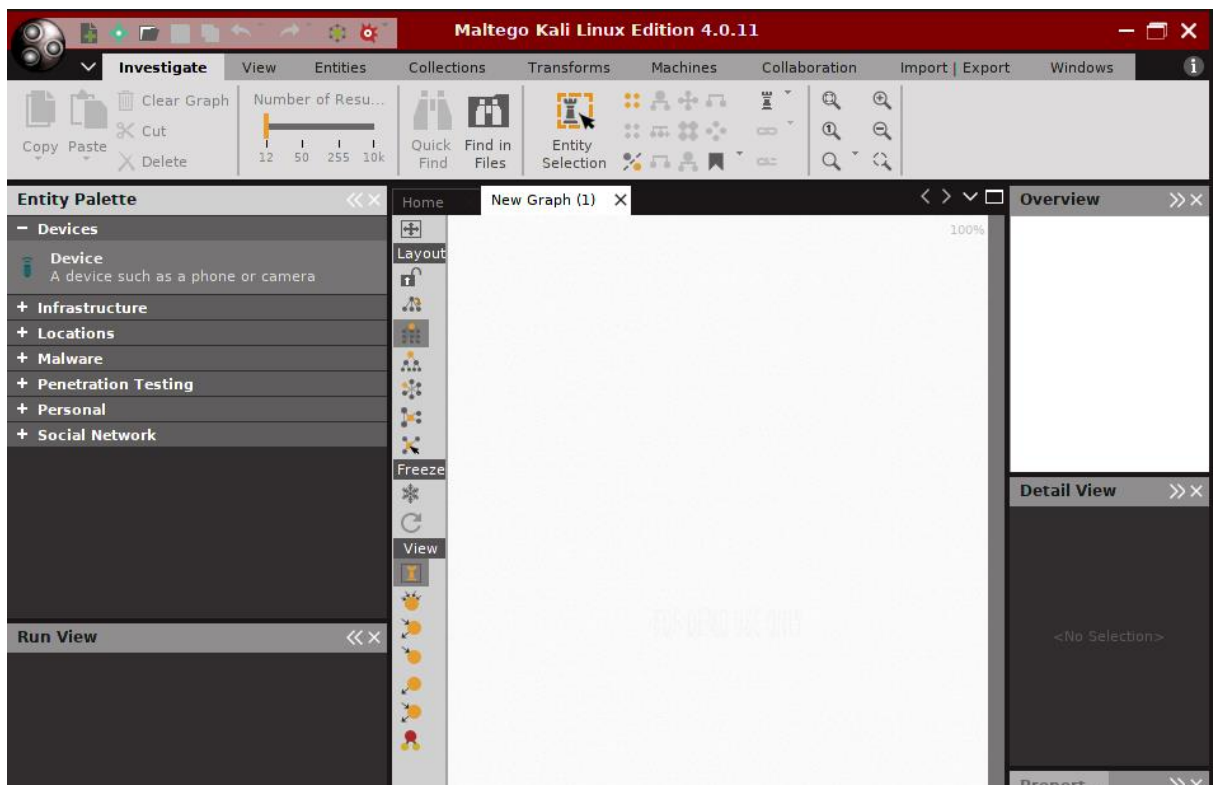 Maltego Kali Linux Edition 4.0.11
Investigate View Entities Collections Transforms Machines Collaboration Import | Export Windows
Copy Paste
Clear Graph
Cut
Delete
Number of Resu...
12 50 255 10k
Quick Find
Find in Files
Entity Selection
Entity Palette
- Devices
Device
A device such as a phone or camera
+ Infrastructure
+ Locations
+ Malware
+ Penetration Testing
+ Personal
+ Social Network
Run View
Home New Graph (1)
100%
Layout
Freeze
View
Overview
Detail View
<No Selection>